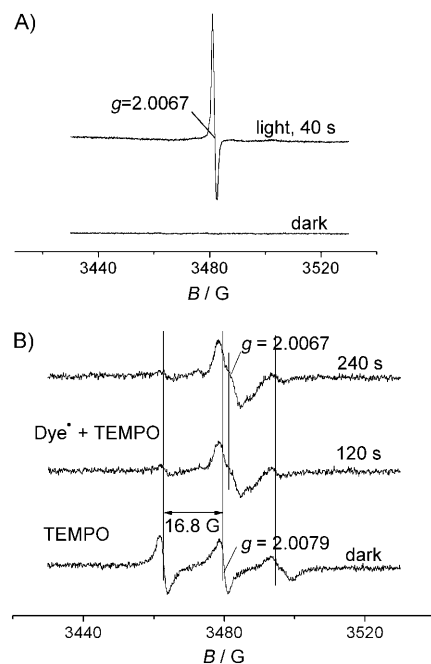 A)
g=2.0067
light, 40 s
dark
3440 3480 3520
B / G
B)
g = 2.0067
240 s
Dye• + TEMPO
120 s
16.8 G
TEMPO
g = 2.0079
dark
3440 3480 3520
B / G